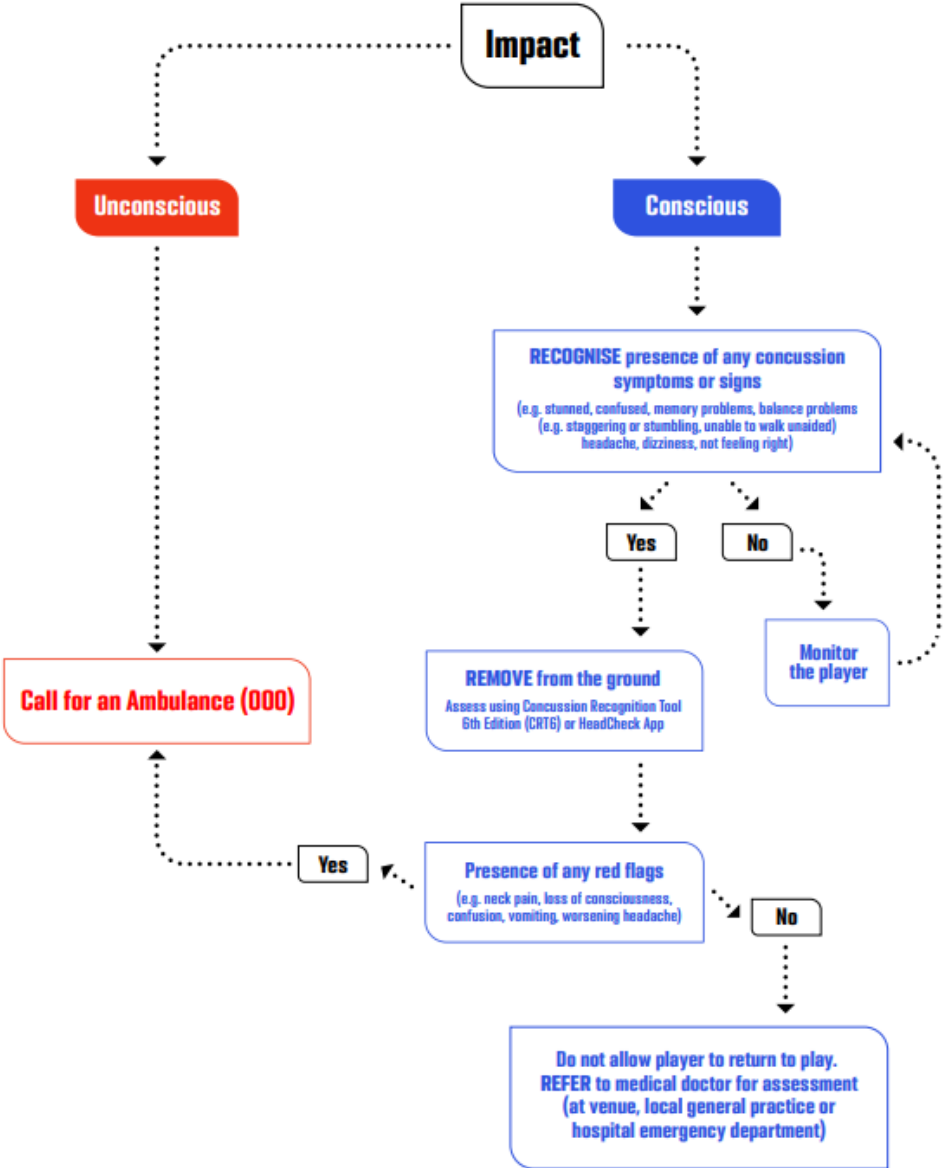 Impact
Unconscious
Conscious
RECOGNISE presence of any concussion
symptoms or signs
(e.g. stunned, confused, memory problems, balance problems
(e.g. staggering or stumbling, unable to walk unaided)
headache, dizziness, not feeling right)
Yes
No
Monitor
the player
REMOVE from the ground
Assess using Concussion Recognition Tool
6th Edition (CRT6) or HeadCheck App
Call for an Ambulance (000)
Presence of any red flags
(e.g. neck pain, loss of consciousness,
confusion, vomiting, worsening headache)
Yes
No
Do not allow player to return to play.
REFER to medical doctor for assessment
(at venue, local general practice or
hospital emergency department)